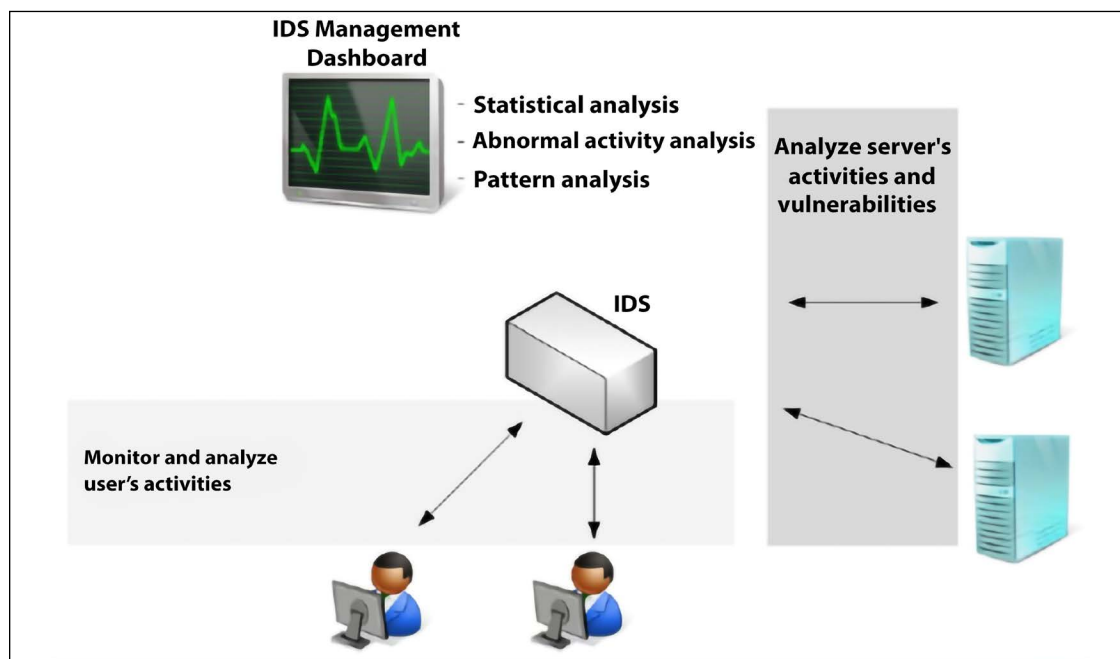 IDS Management
Dashboard
- Statistical analysis
- Abnormal activity analysis
- Pattern analysis
Analyze server's
activities and
vulnerabilities
IDS
Monitor and analyze
user’s activities